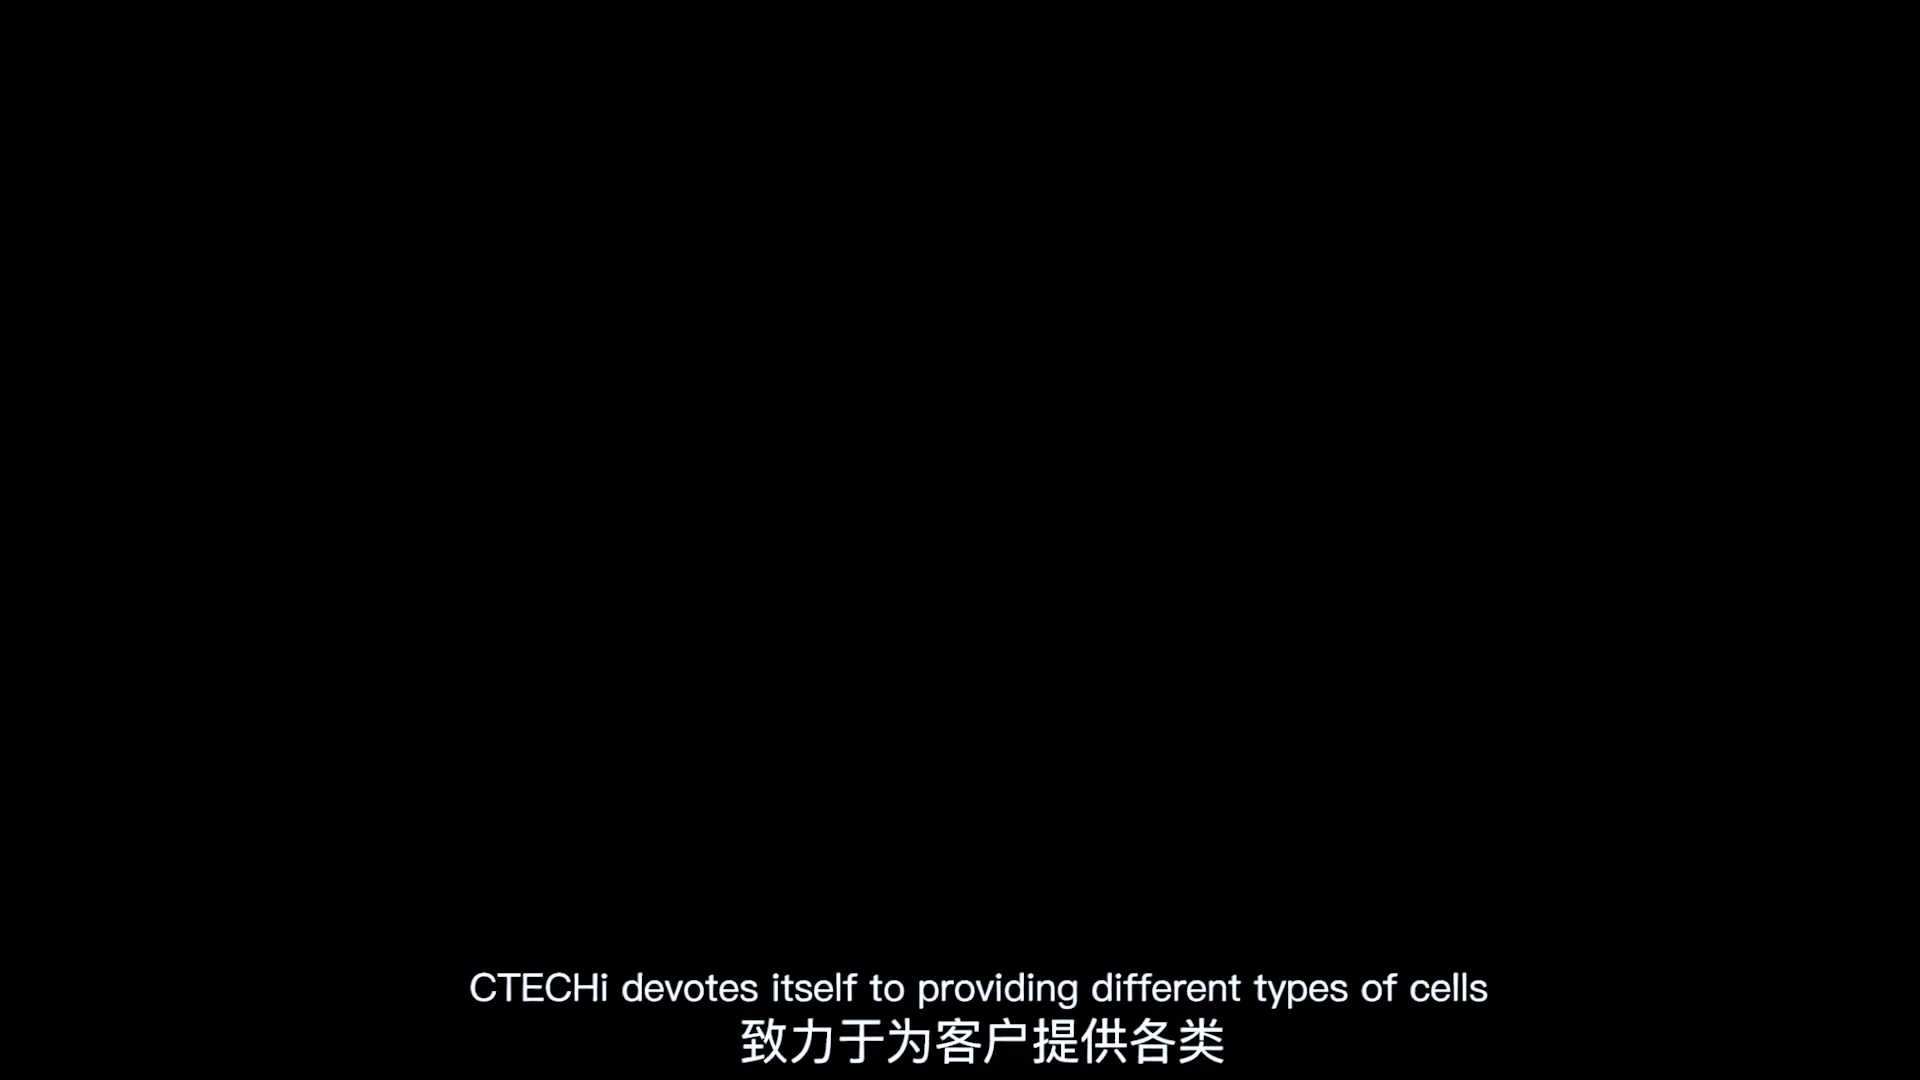 CTECHi devotes itself to providing different types of cells
致力于为客户提供各类